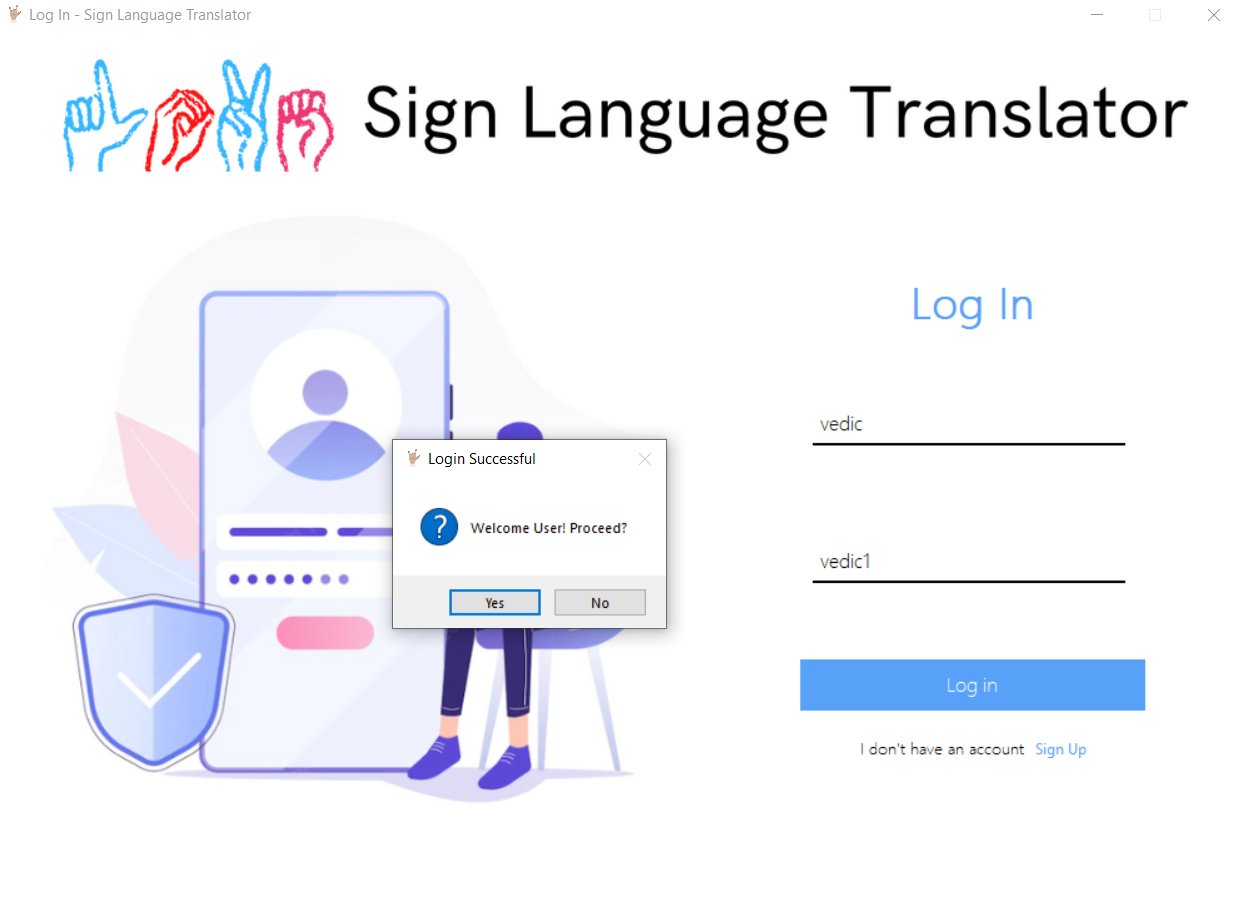 Log In - Sign Language Translator
Sign Language Translator
Log In
vedic
Login Successful
?
Welcome User! Proceed?
Yes No
vedic1
Log in
I don't have an account Sign Up